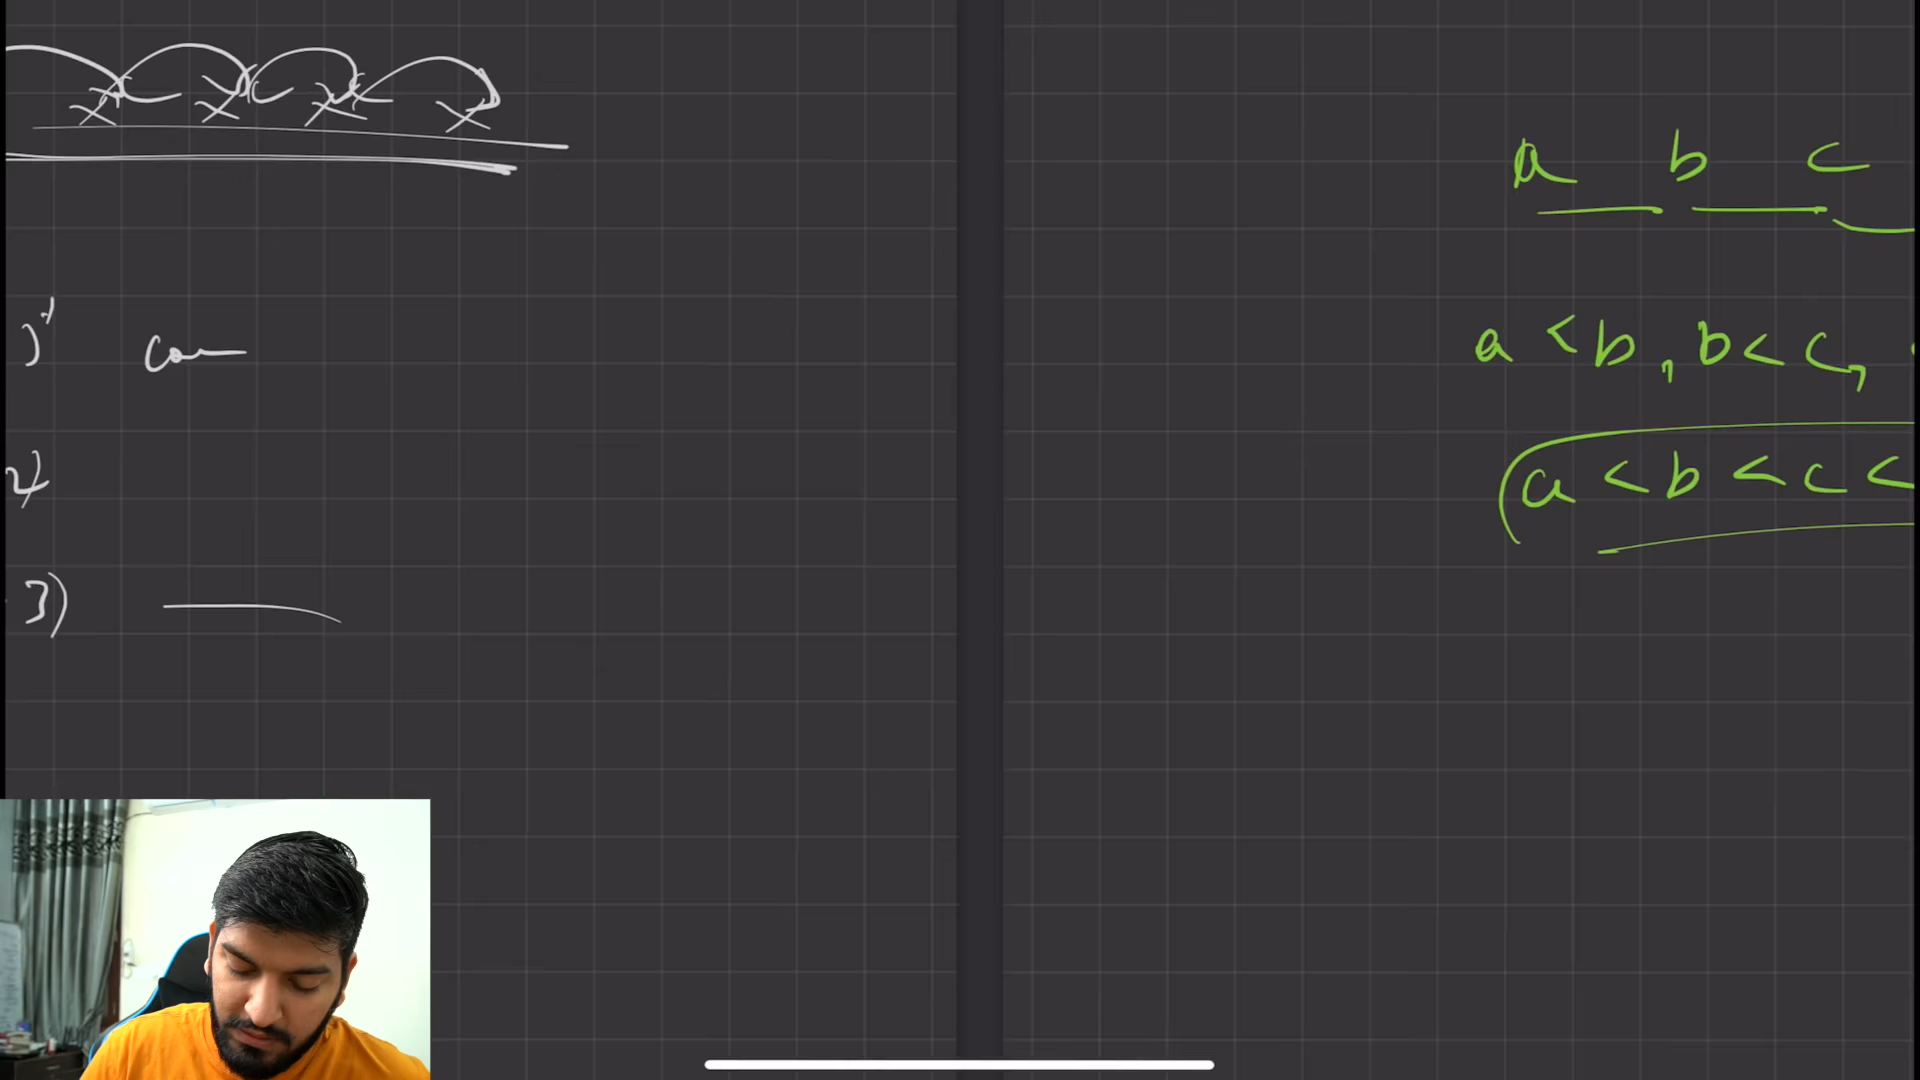 x x x x
1)
2)
3)
a b c
a < b, b < c,
a < b < c <